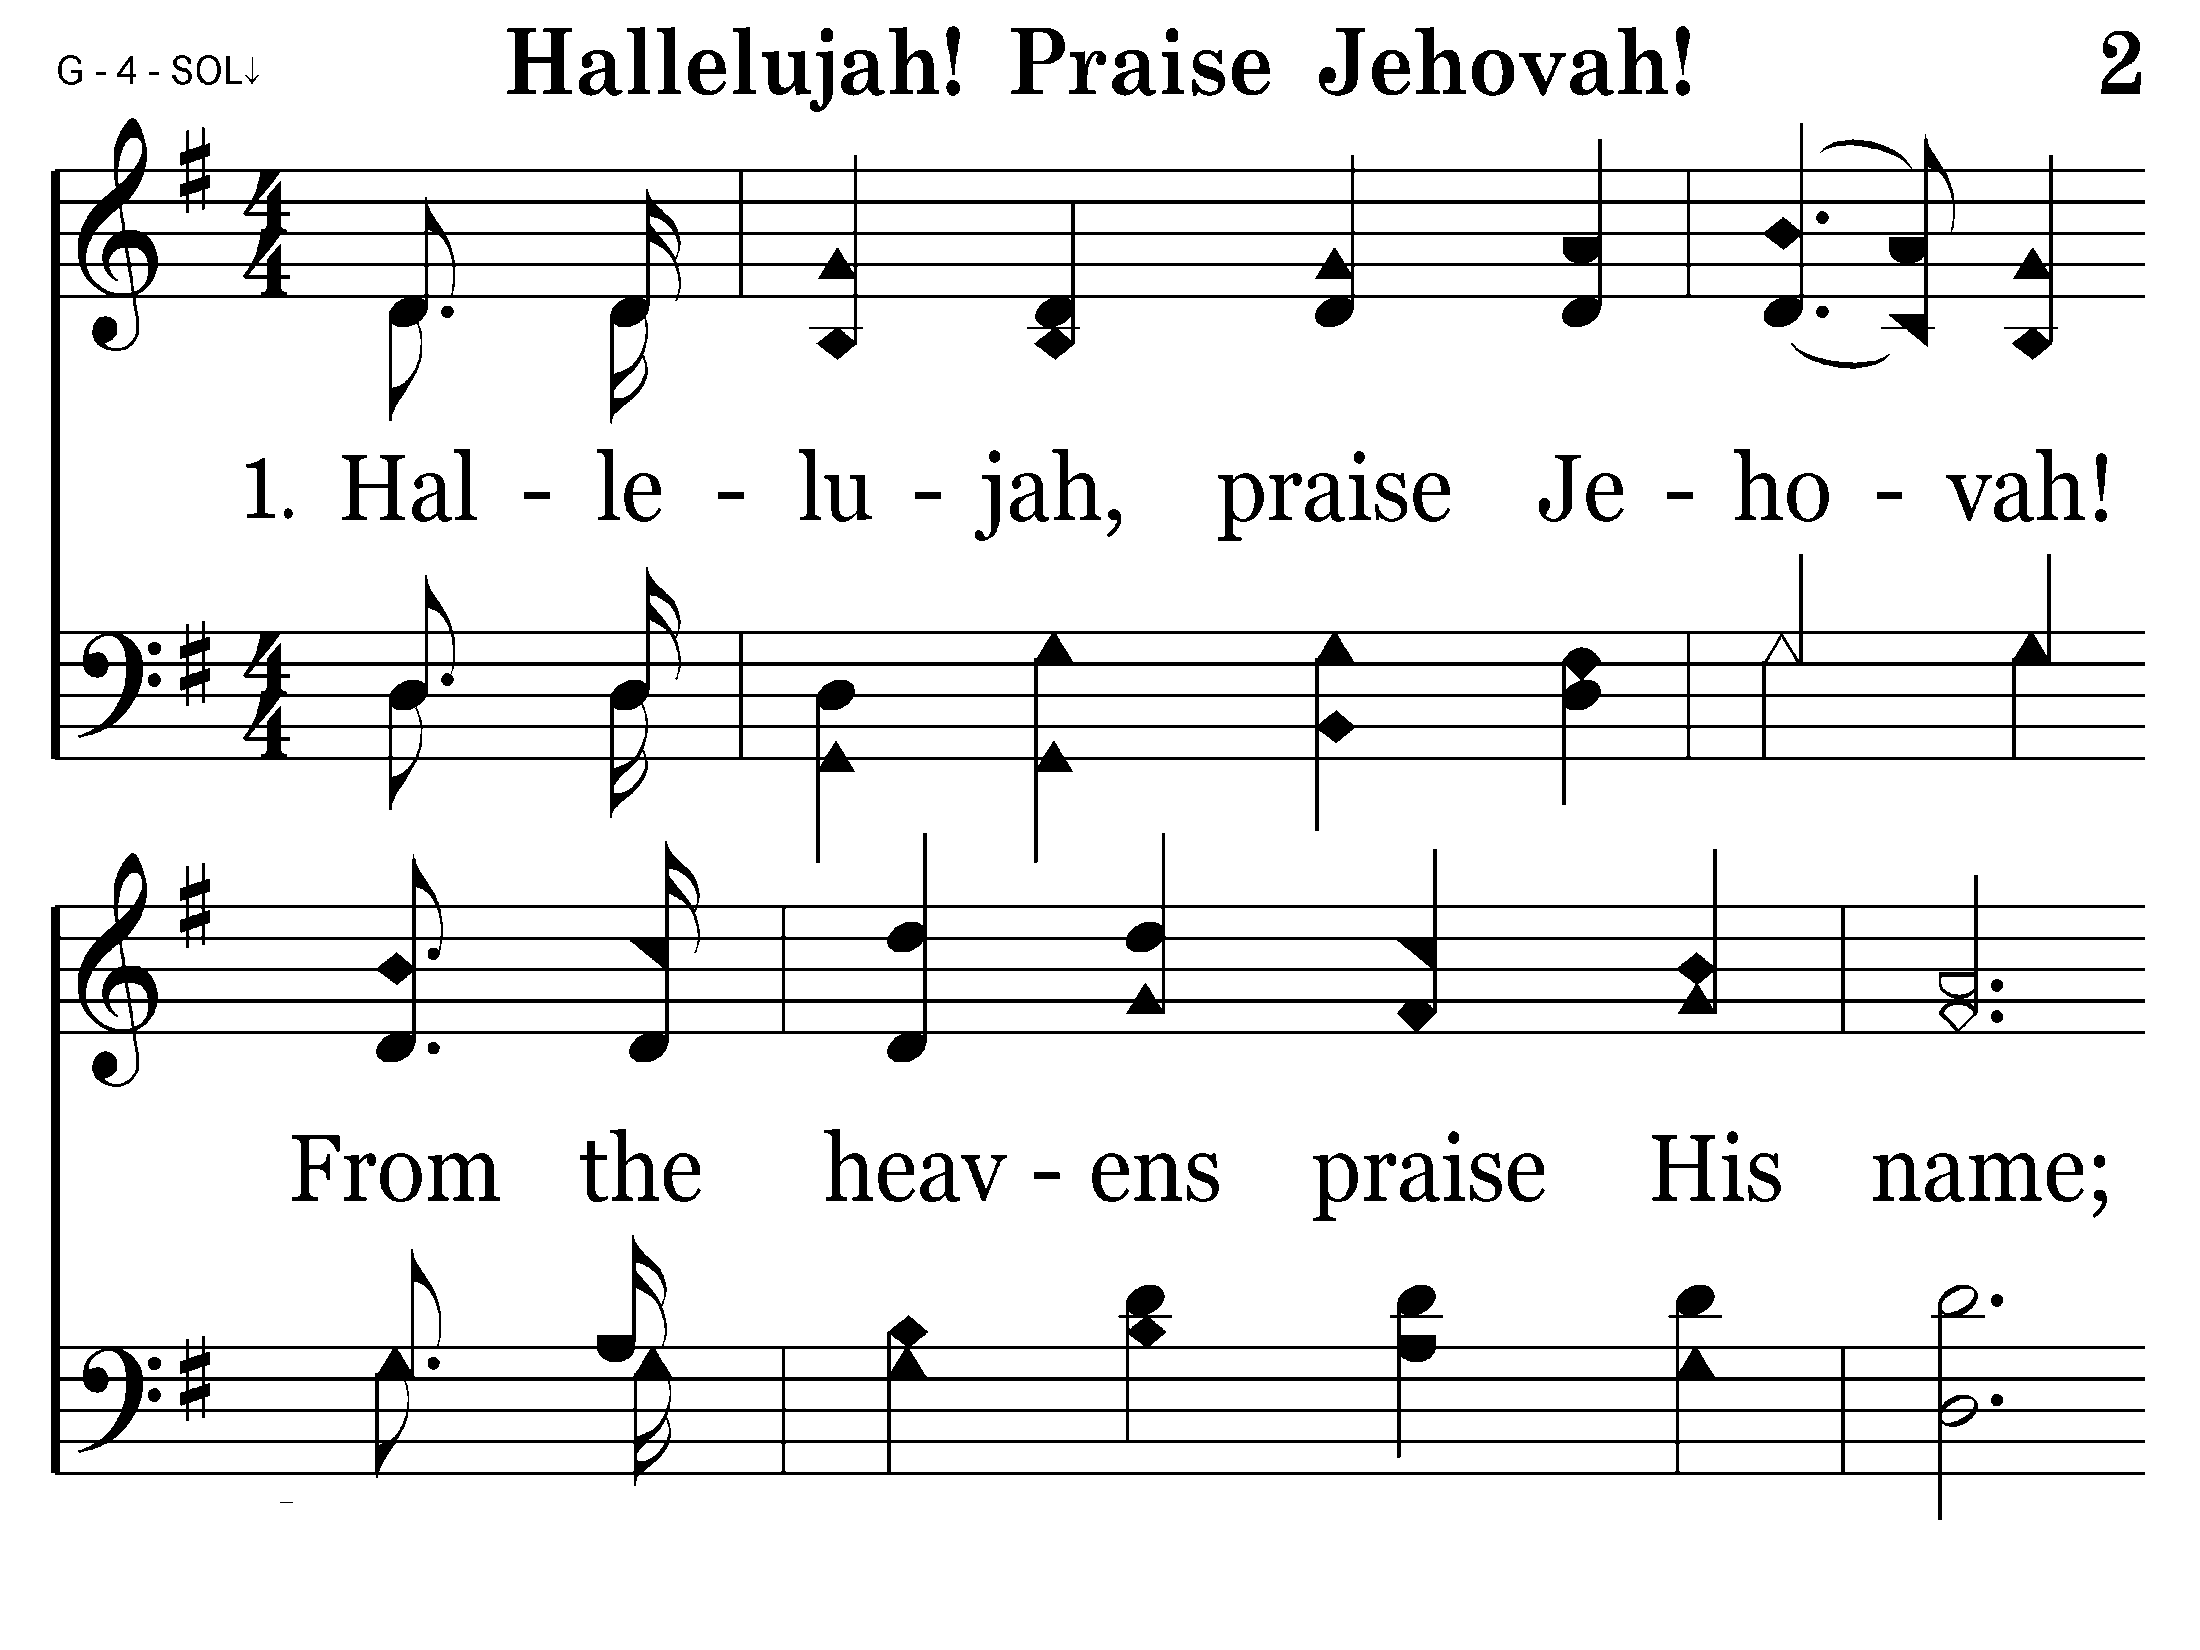 G - 4 - SOL↓ Hallelujah! Praise Jehovah! 2
1. Hal - le - lu - jah, praise Je - ho - vah!
From the heav - ens praise His name;